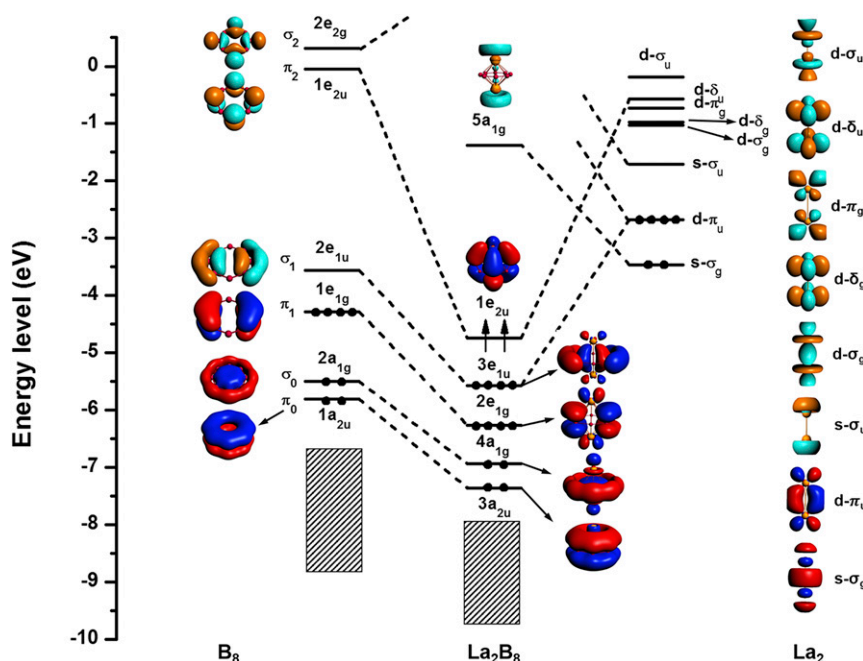 Energy level (eV)
0
-1
-2
-3
-4
-5
-6
-7
-8
-9
-10
σ₂
2e₂g
π₂
1e₂u
σ₁
2e₁u
1e₁g
π₁
2a₁g
σ₀
π₀
1a₂u
B₈
5a₁g
1e₂u
3e₁u
2e₁g
4a₁g
3a₂u
La₂B₈
d-σu
d-δu
d-πg
d-δg
d-σg
s-σu
d-πu
s-σg
d-σu
d-δu
d-πg
d-δg
d-σg
s-σu
d-πu
s-σg
La₂